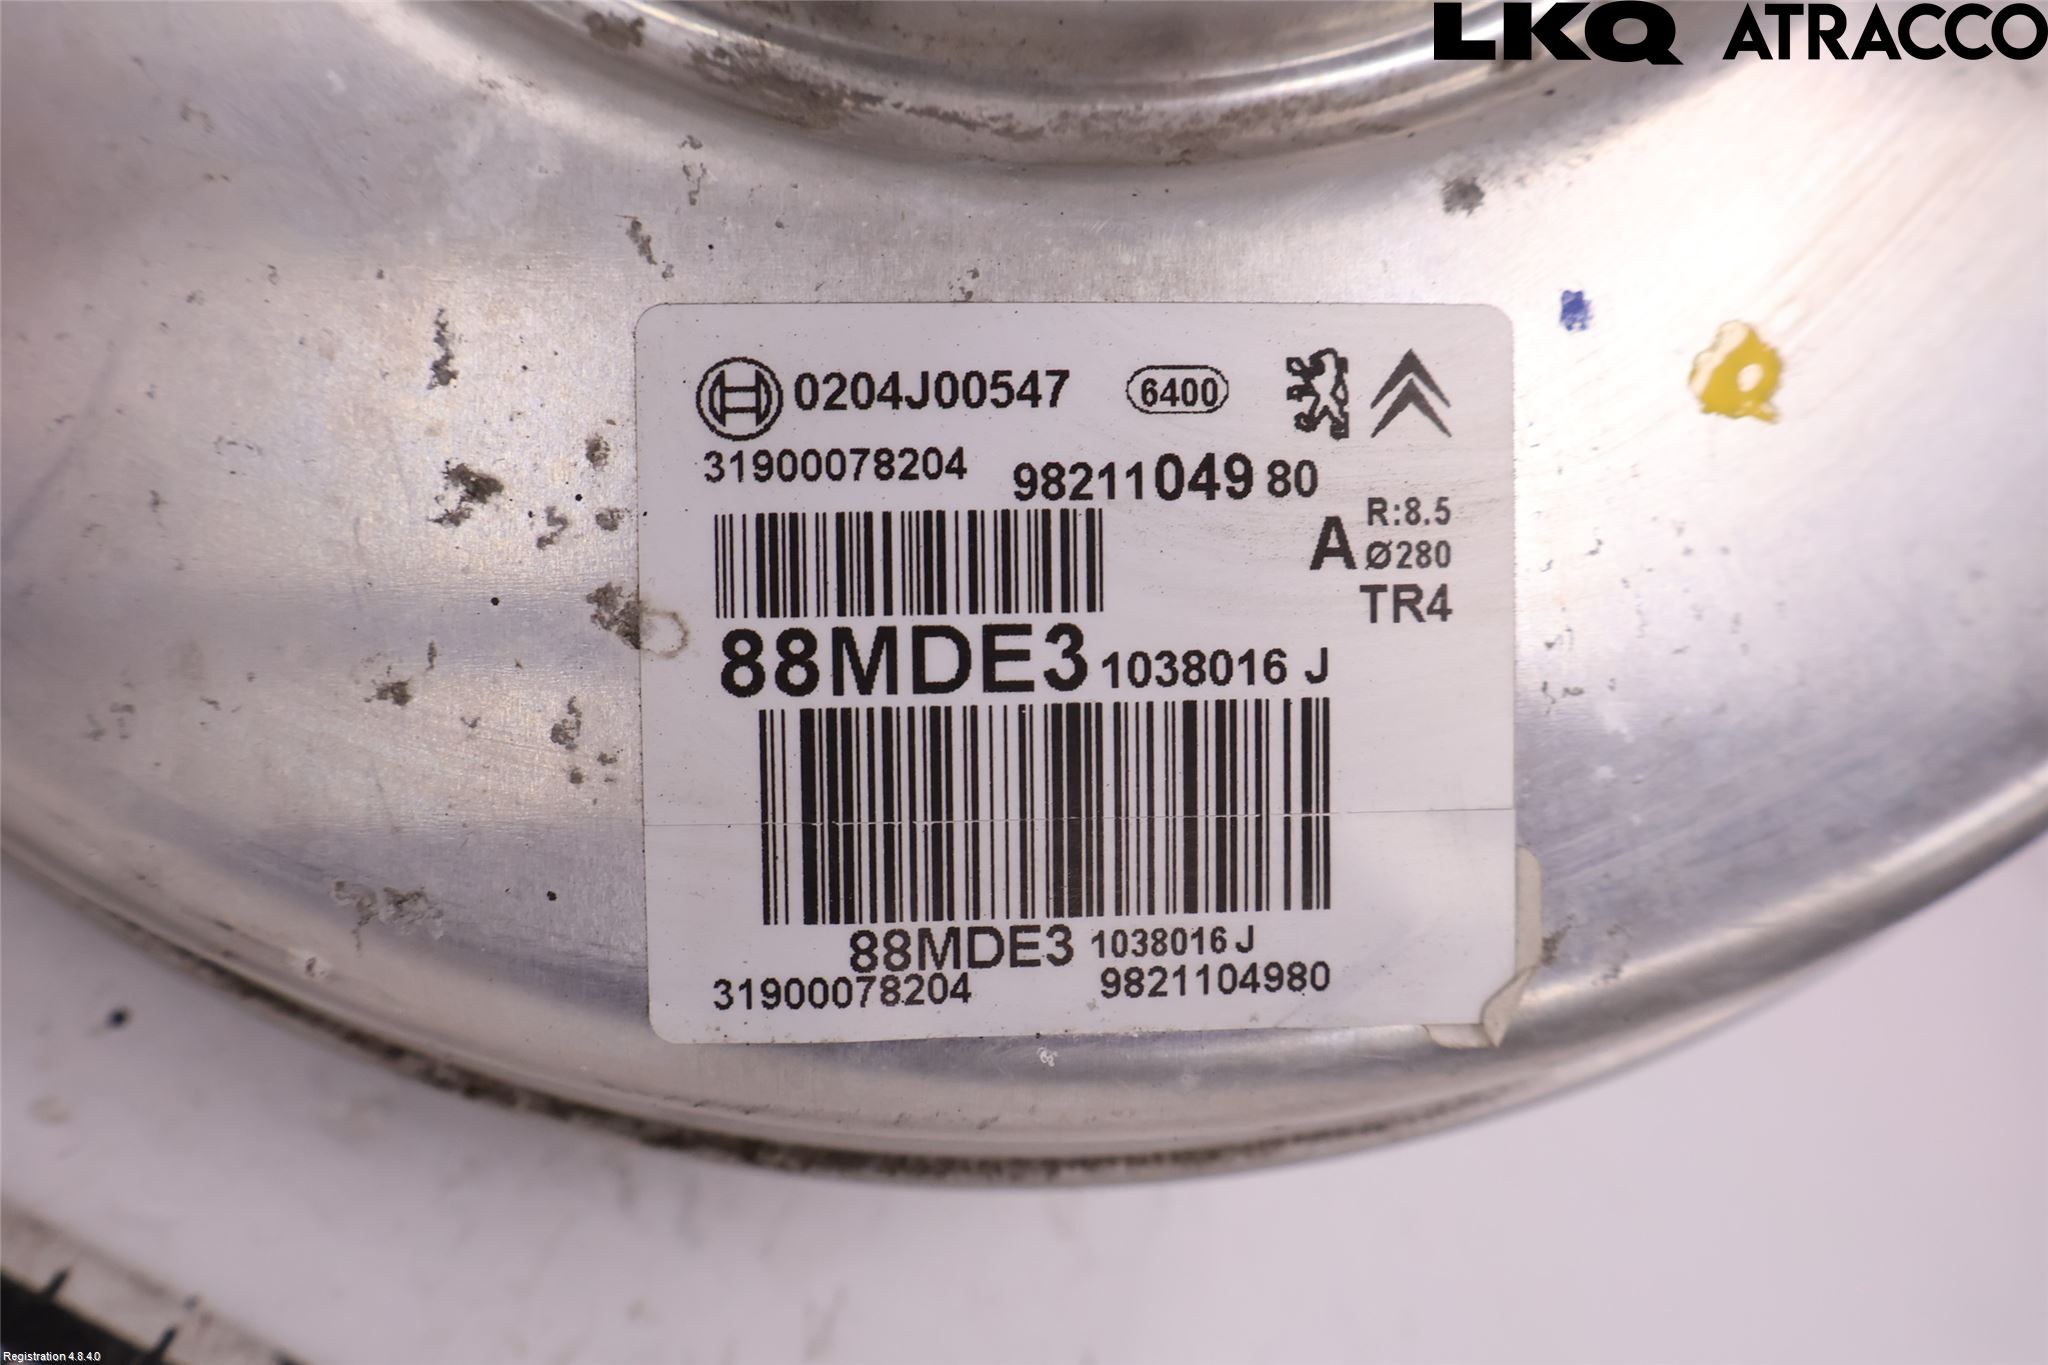 LKQ ATRACCO
0204J00547 6400
31900078204 9821104980
R:8.5
A Ø280
TR4
88MDE3 1038016 J
88MDE3 1038016 J
31900078204 9821104980
Registration 4.8.4.0